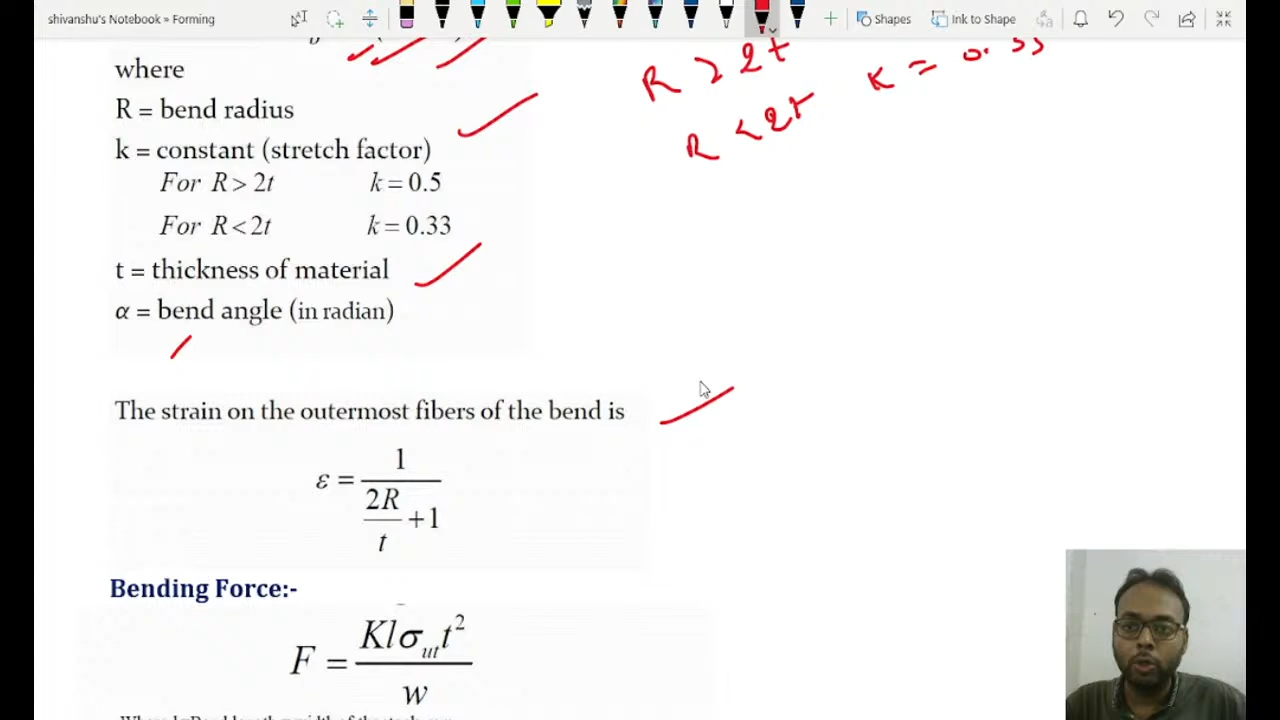 shivanshu's Notebook » Forming
Shapes
Ink to Shape
where
R = bend radius
k = constant (stretch factor)
For R > 2t k = 0.5
For R < 2t k = 0.33
t = thickness of material
α = bend angle (in radian)
R > 2t K = 0.33
R < 2t
The strain on the outermost fibers of the bend is
ε = 1 / (2R/t + 1)
Bending Force:-
F = Klσ_ut t² / w